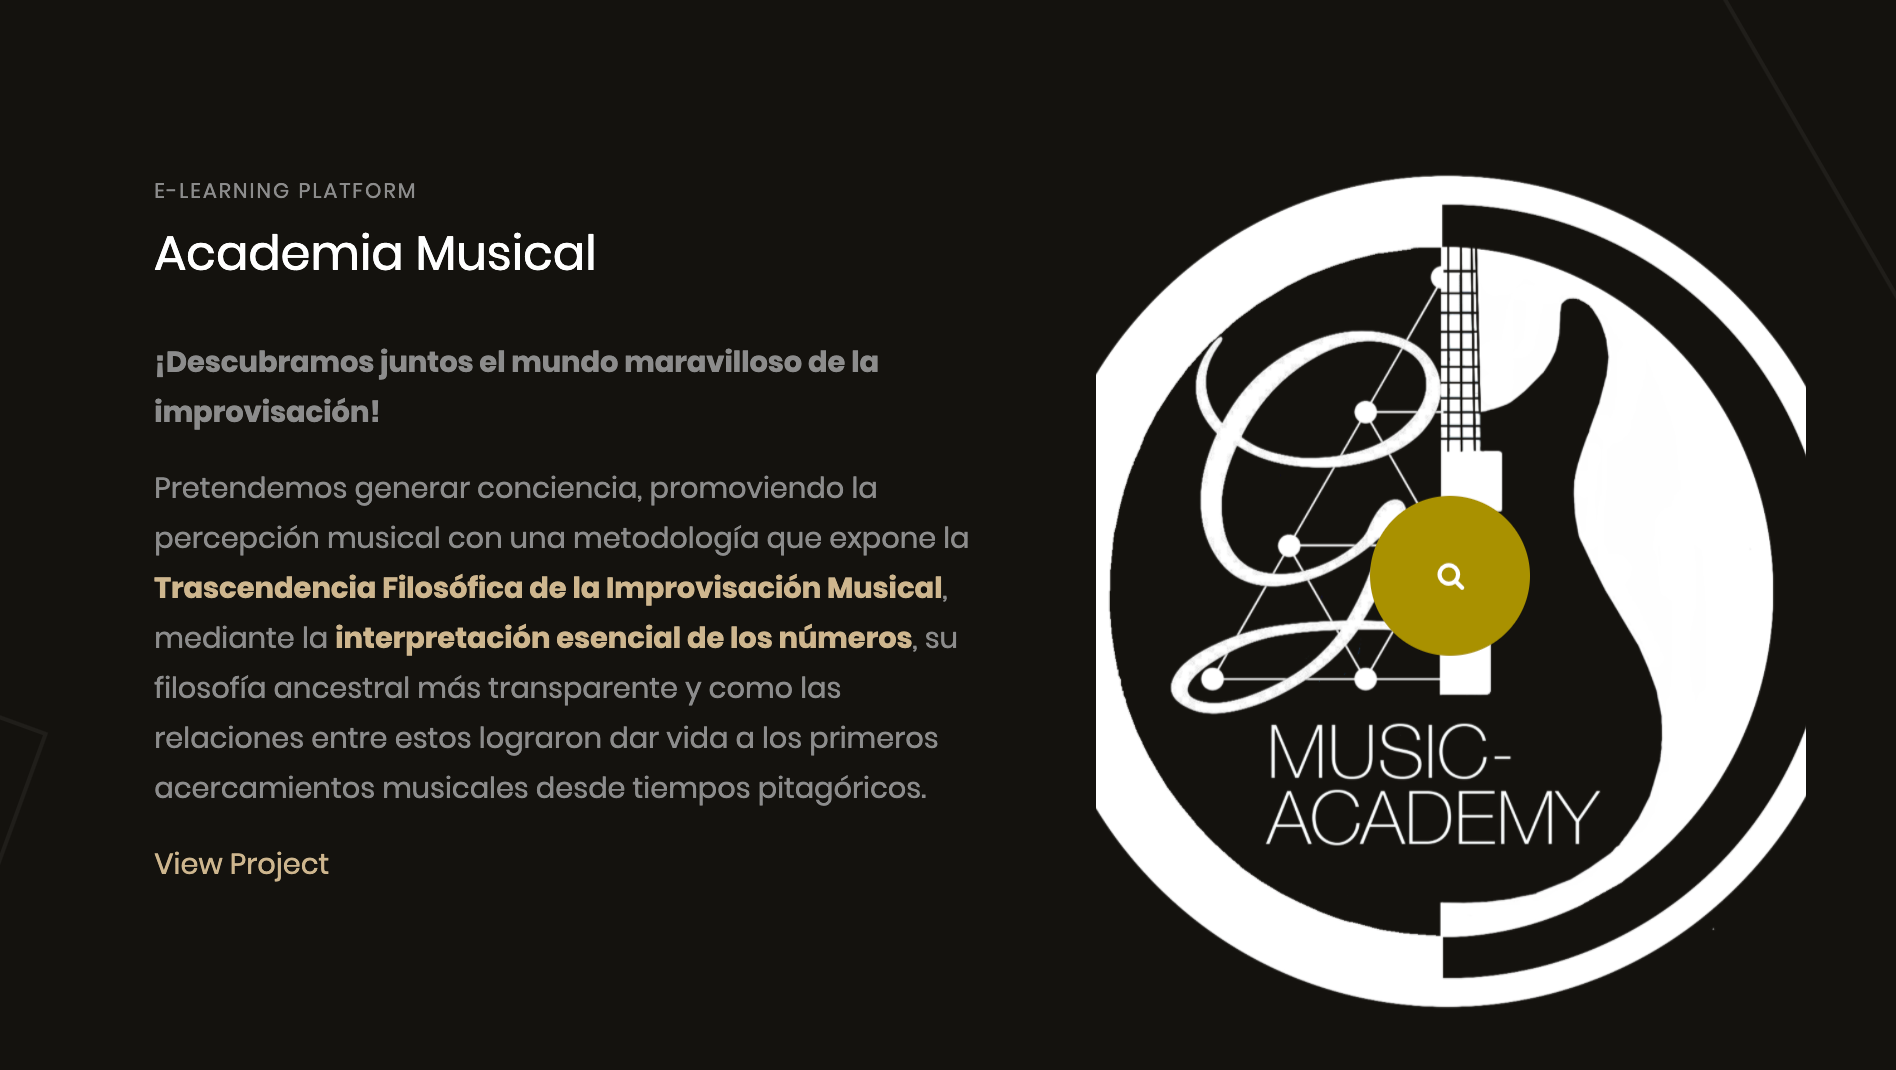 E-LEARNING PLATFORM
Academia Musical
¡Descubramos juntos el mundo maravilloso de la
improvisación!
Pretendemos generar conciencia, promoviendo la
percepción musical con una metodología que expone la
Trascendencia Filosófica de la Improvisación Musical,
mediante la interpretación esencial de los números, su
filosofía ancestral más transparente y como las
relaciones entre estos lograron dar vida a los primeros
acercamientos musicales desde tiempos pitagóricos.
View Project
G
MUSIC-
ACADEMY